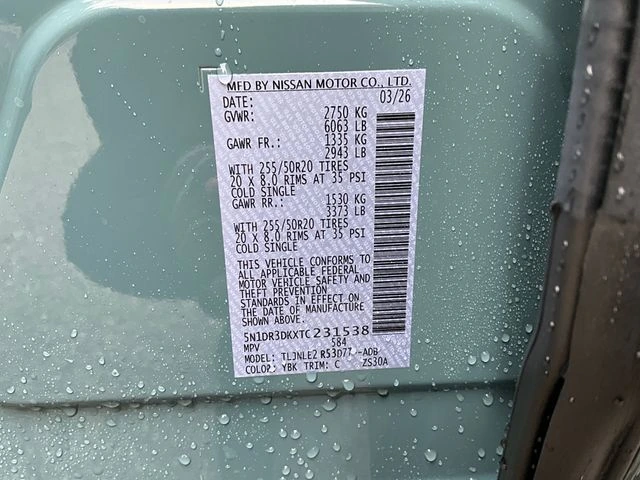 MFD BY NISSAN MOTOR CO., LTD.
DATE: 03/26
GVWR: 2750 KG
6063 LB
GAWR FR.: 1335 KG
2943 LB
WITH 255/50R20 TIRES
20 x 8.0 RIMS AT 35 PSI
COLD SINGLE
GAWR RR.: 1530 KG
3373 LB
WITH 255/50R20 TIRES
20 x 8.0 RIMS AT 35 PSI
COLD SINGLE
THIS VEHICLE CONFORMS TO
ALL APPLICABLE FEDERAL
MOTOR VEHICLE SAFETY AND
THEFT PREVENTION
STANDARDS IN EFFECT ON
THE DATE OF MANUFACTURE
SHOWN ABOVE.
5N1DR3DKXTC231538
MPV 584
MODEL: TLJNLE2 -ADB
COLOR: YBK TRIM: C ZS30A